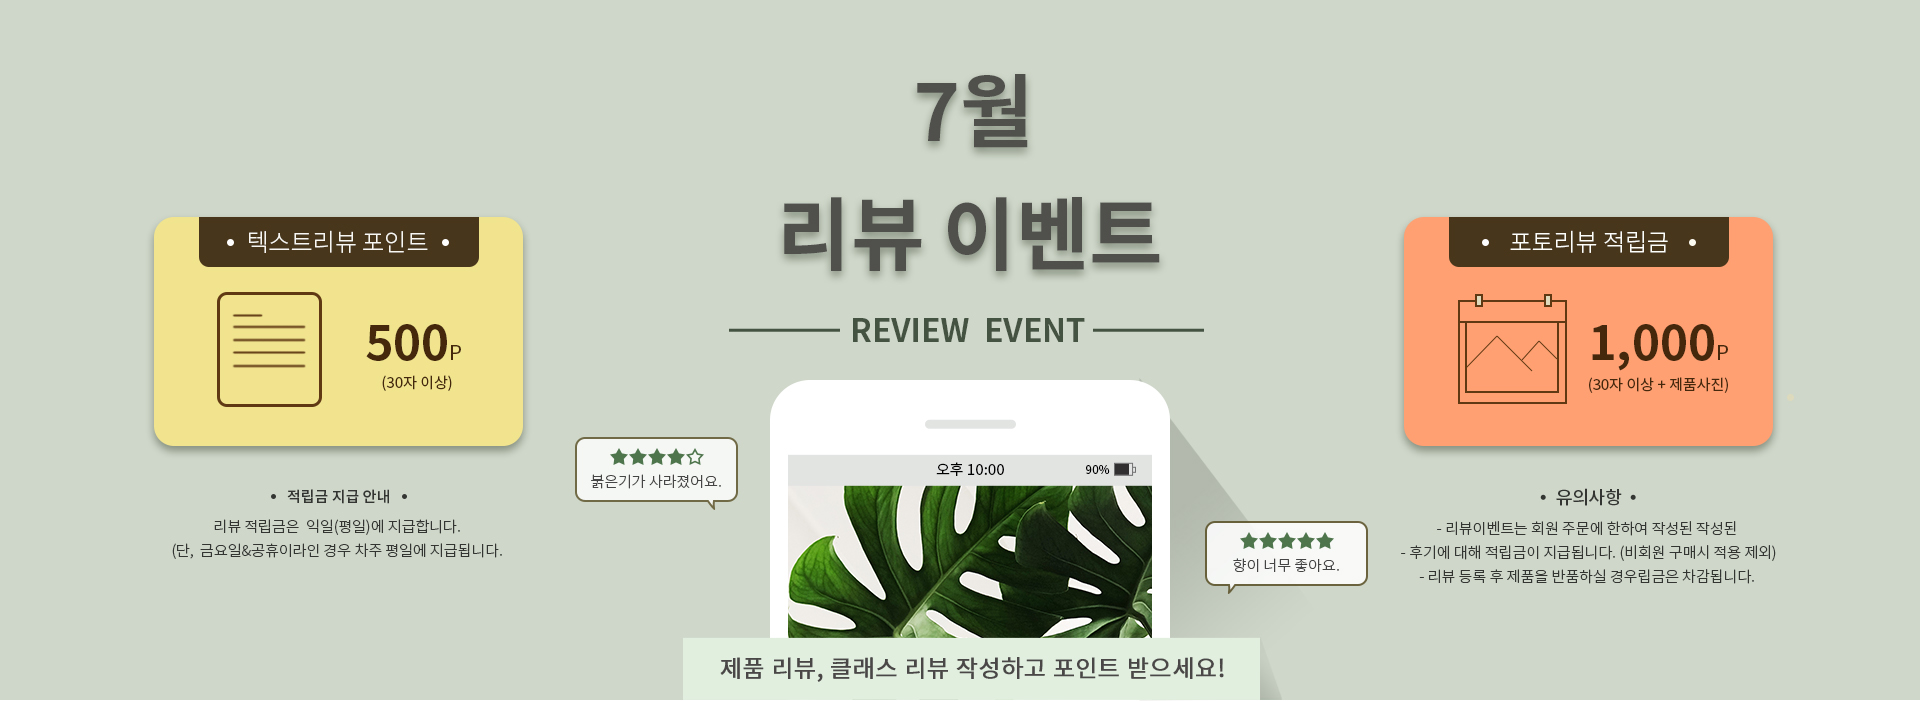 7월
리뷰 이벤트
REVIEW EVENT
• 텍스트리뷰 포인트 •
500P
(30자 이상)
• 적립금 지급 안내 •
리뷰 적립금은 익일(평일)에 지급합니다.
(단, 금요일&공휴이라인 경우 차주 평일에 지급됩니다.
붉은기가 사라졌어요.
오후 10:00
90%
향이 너무 좋아요.
• 포토리뷰 적립금 •
1,000P
(30자 이상 + 제품사진)
• 유의사항 •
- 리뷰이벤트는 회원 주문에 한하여 작성된 작성된
- 후기에 대해 적립금이 지급됩니다. (비회원 구매시 적용 제외)
- 리뷰 등록 후 제품을 반품하실 경우립금은 차감됩니다.
제품 리뷰, 클래스 리뷰 작성하고 포인트 받으세요!